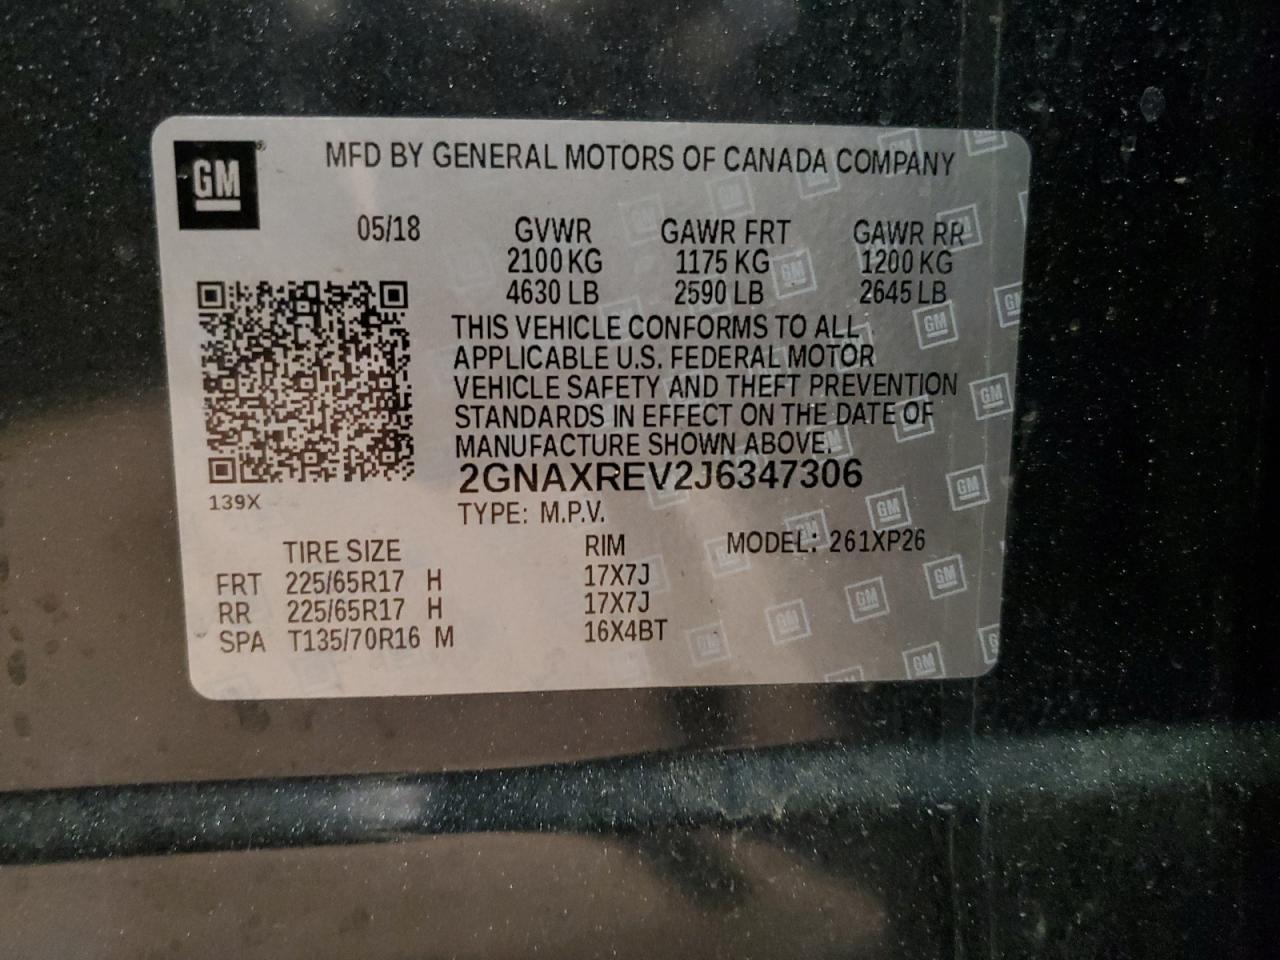 GM
MFD BY GENERAL MOTORS OF CANADA COMPANY
05/18 GVWR GAWR FRT GAWR RR
2100 KG 1175 KG 1200 KG
4630 LB 2590 LB 2645 LB
THIS VEHICLE CONFORMS TO ALL
APPLICABLE U.S. FEDERAL MOTOR
VEHICLE SAFETY AND THEFT PREVENTION
STANDARDS IN EFFECT ON THE DATE OF
MANUFACTURE SHOWN ABOVE.
2GNAXREV2J6347306
139X
TYPE: M.P.V.
TIRE SIZE RIM MODEL: 261XP26
FRT 225/65R17 H 17X7J
RR 225/65R17 H 17X7J
SPA T135/70R16 M 16X4BT